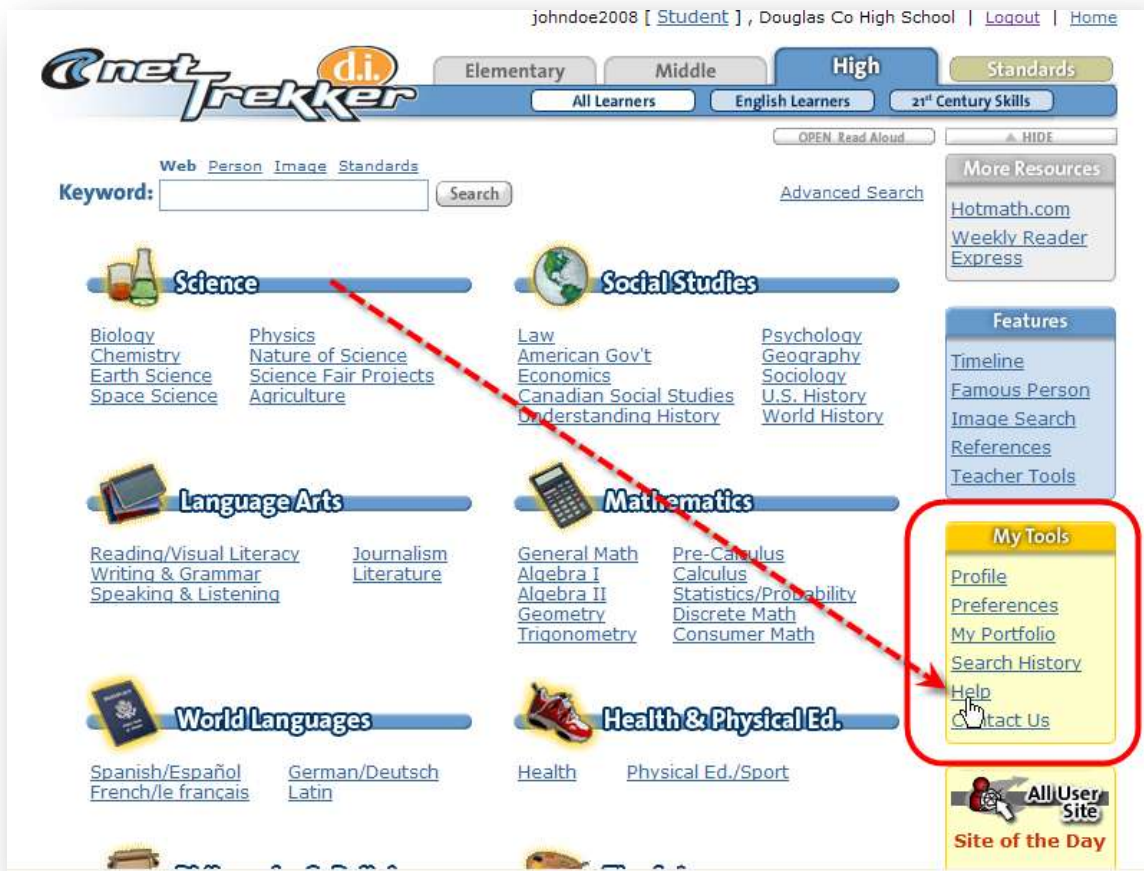 johndoe2008 [ Student ] , Douglas Co High School | Logout | Home
net Trekker d.i.
Elementary Middle High Standards
All Learners English Learners 21st Century Skills
OPEN Read Aloud HIDE
Web Person Image Standards
Keyword: Search Advanced Search
More Resources
Hotmath.com
Weekly Reader
Express
Science
Biology Physics
Chemistry Nature of Science
Earth Science Science Fair Projects
Space Science Agriculture
Social Studies
Law Psychology
American Gov't Geography
Economics Sociology
Canadian Social Studies U.S. History
Understanding History World History
Features
Timeline
Famous Person
Image Search
References
Teacher Tools
Language Arts
Reading/Visual Literacy Journalism
Writing & Grammar Literature
Speaking & Listening
Mathematics
General Math Pre-Calculus
Algebra I Calculus
Algebra II Statistics/Probability
Geometry Discrete Math
Trigonometry Consumer Math
My Tools
Profile
Preferences
My Portfolio
Search History
Help
Contact Us
World Languages
Spanish/Español German/Deutsch
French/le français Latin
Health & Physical Ed.
Health Physical Ed./Sport
All User
Site
Site of the Day